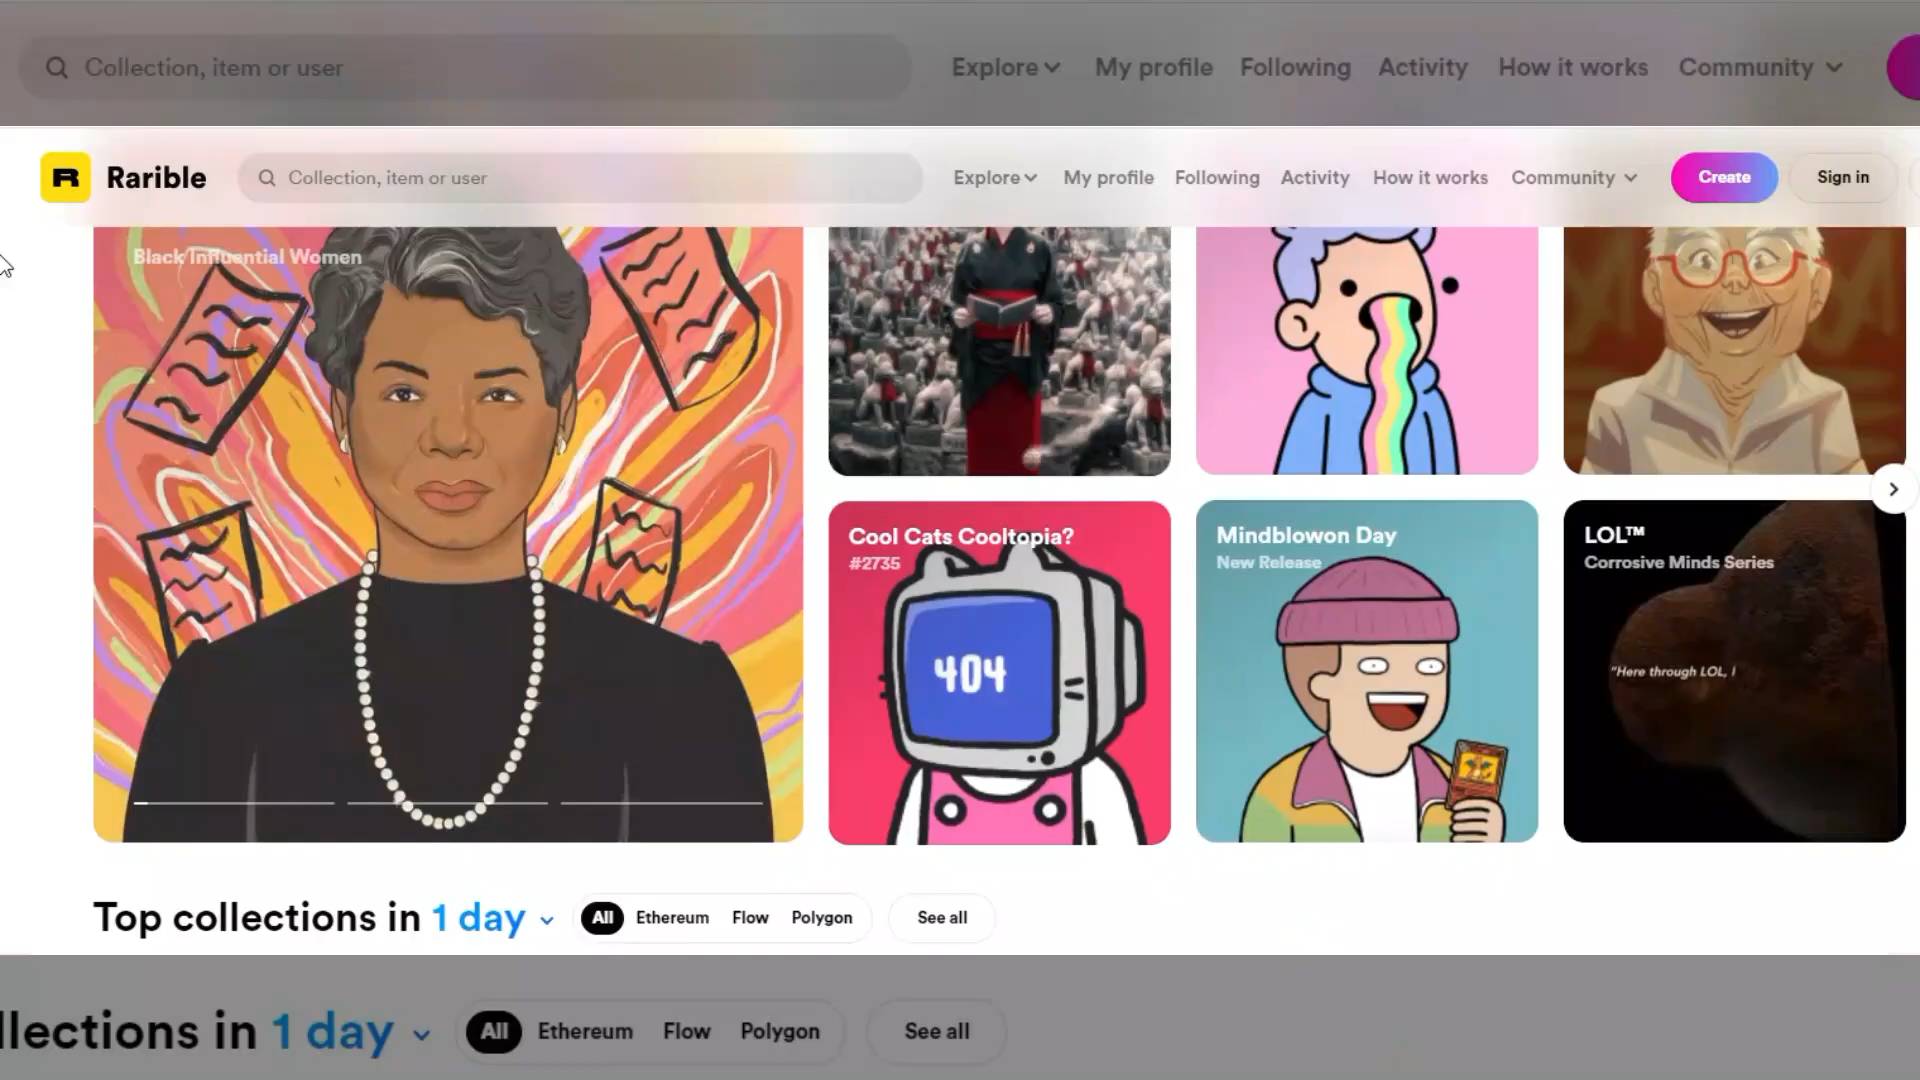 Collection, item or user
Explore My profile Following Activity How it works Community
R Rarible Collection, item or user Explore My profile Following Activity How it works Community Create Sign in
Black Influential Women
Cool Cats Cooltopia?
#2735
404
Mindblowon Day
New Release
LOL™
Corrosive Minds Series
"Here through LOL, I
Top collections in 1 day All Ethereum Flow Polygon See all
llections in 1 day All Ethereum Flow Polygon See all